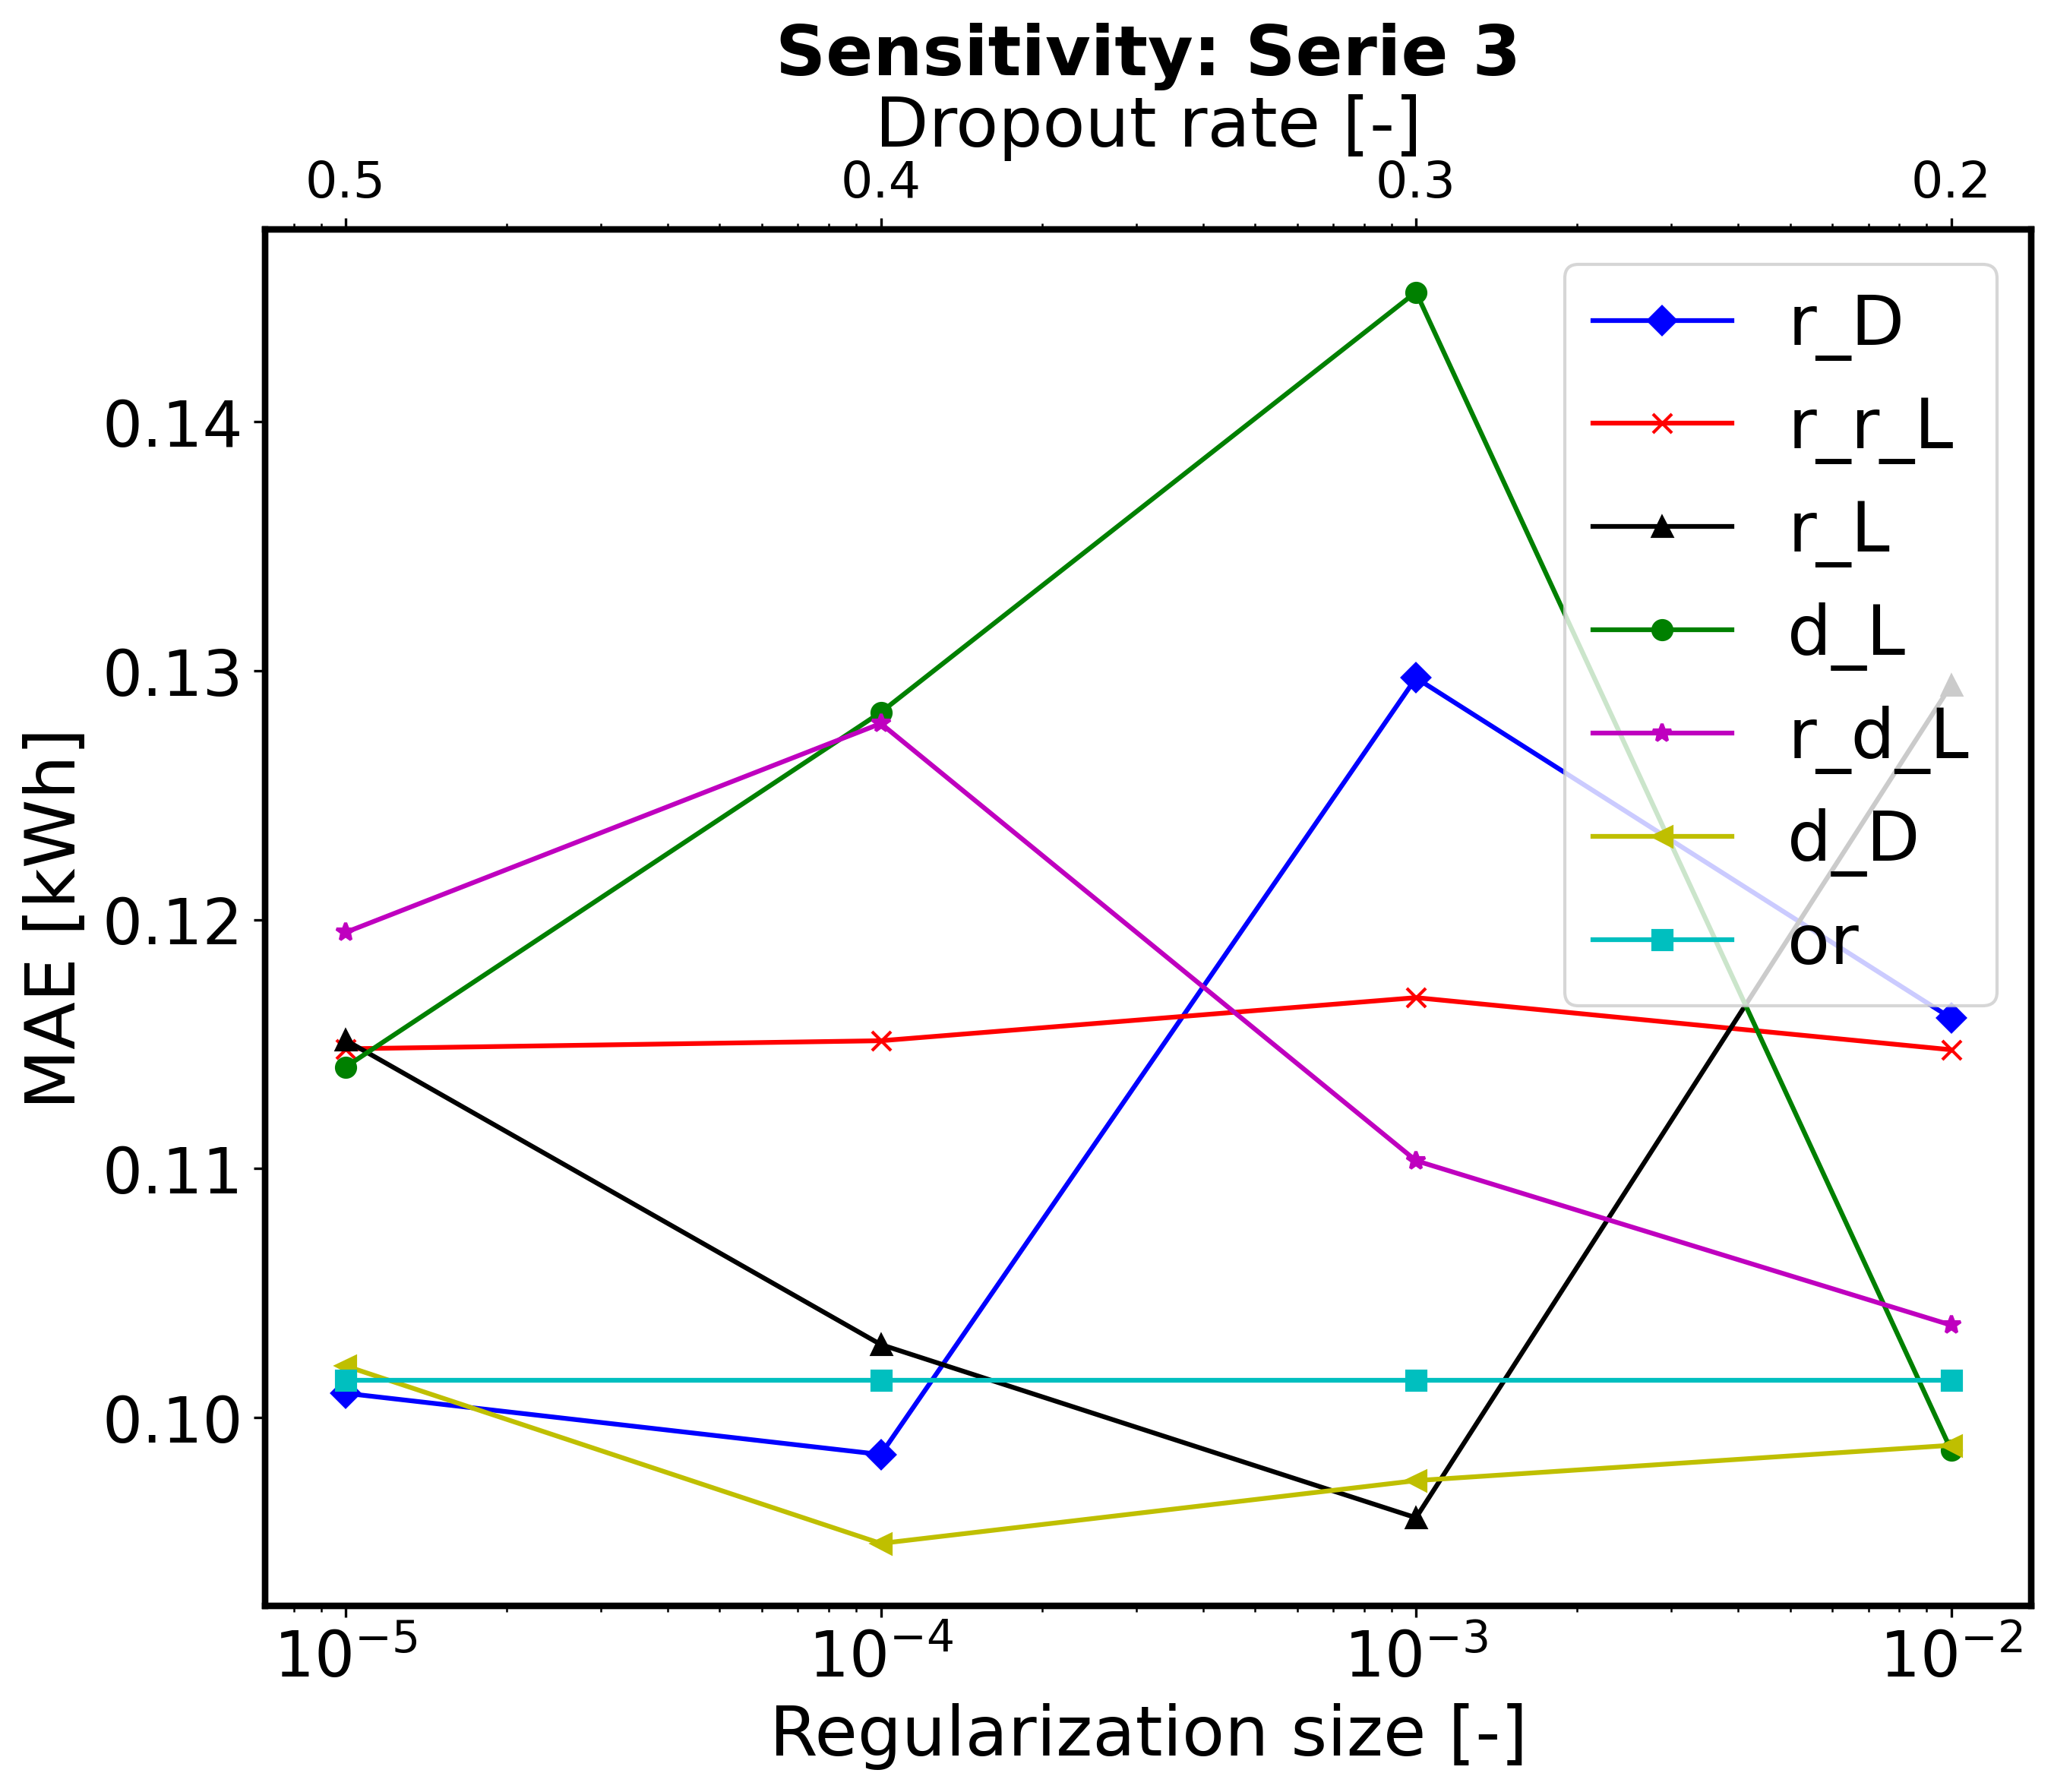 Sensitivity: Serie 3
Dropout rate [-]
0.5 0.4 0.3 0.2
r_D
r_r_L
r_L
d_L
r_d_L
d_D
or
0.14
0.13
0.12
0.11
0.10
MAE [kWh]
10⁻⁵ 10⁻⁴ 10⁻³ 10⁻²
Regularization size [-]